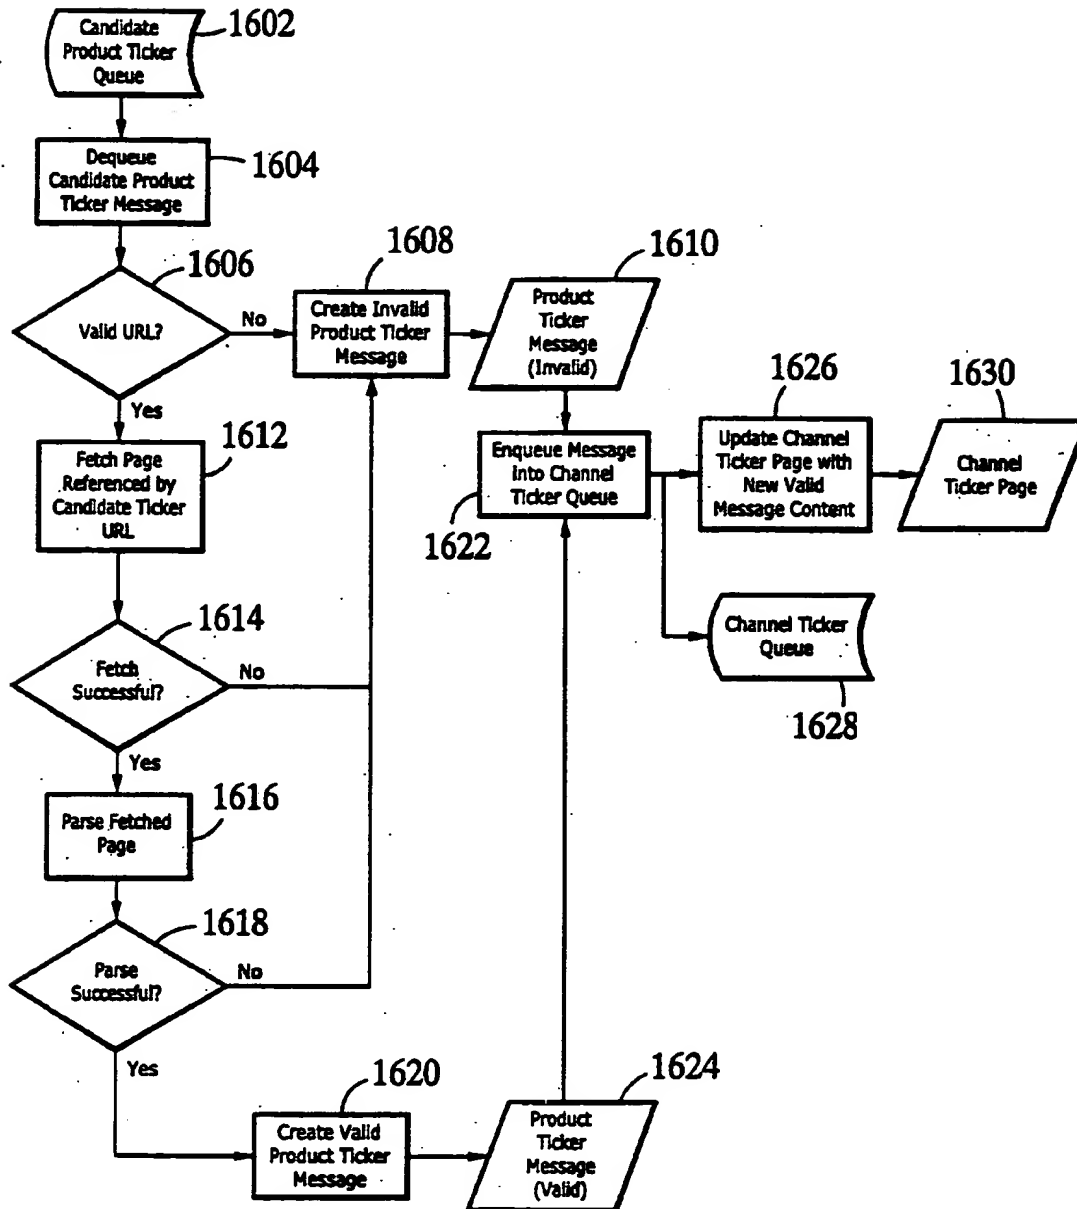 Candidate
Product Ticker
Queue
1602
Dequeue
Candidate Product
Ticker Message
1604
1606
Valid URL?
No
Yes
1608
Create Invalid
Product Ticker
Message
1610
Product
Ticker
Message
(Invalid)
1612
Fetch Page
Referenced by
Candidate Ticker
URL
Enqueue Message
into Channel
Ticker Queue
1622
1626
Update Channel
Ticker Page with
New Valid
Message Content
1630
Channel
Ticker Page
1614
Fetch
Successful?
No
Yes
Channel Ticker
Queue
1628
1616
Parse Fetched
Page
1618
Parse
Successful?
No
Yes
1620
Create Valid
Product Ticker
Message
1624
Product
Ticker
Message
(Valid)